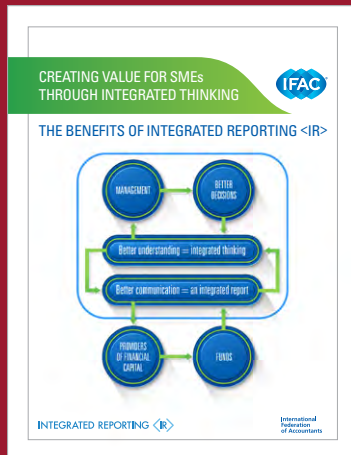 CREATING VALUE FOR SMEs
THROUGH INTEGRATED THINKING
IFAC
THE BENEFITS OF INTEGRATED REPORTING <IR>
MANAGEMENT
BETTER
DECISIONS
Better understanding = integrated thinking
Better communication = an integrated report
PROVIDERS
OF FINANCIAL
CAPITAL
FUNDS
INTEGRATED REPORTING <IR>
International
Federation
of Accountants